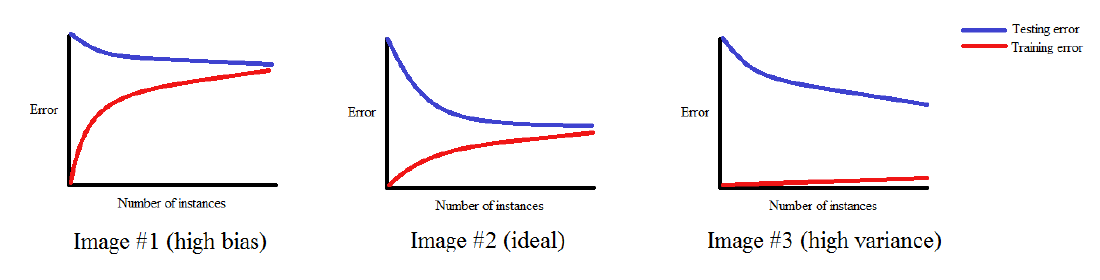 Testing error
Training error
Error
Number of instances
Image #1 (high bias)
Error
Number of instances
Image #2 (ideal)
Error
Number of instances
Image #3 (high variance)